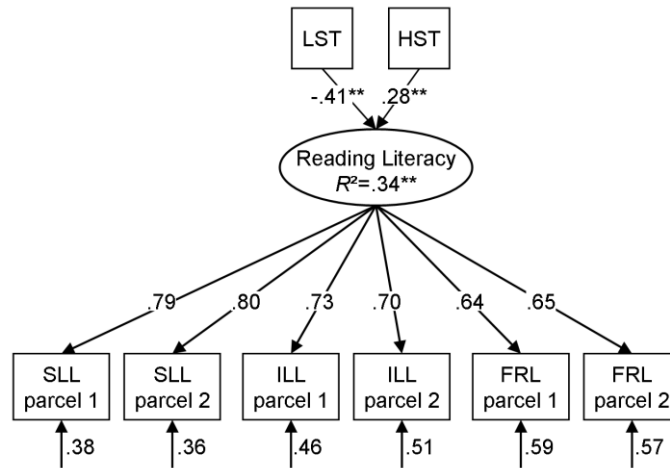 LST HST
-.41** .28**
Reading Literacy
R²=.34**
.79 .80 .73 .70 .64 .65
SLL SLL ILL ILL FRL FRL
parcel 1 parcel 2 parcel 1 parcel 2 parcel 1 parcel 2
.38 .36 .46 .51 .59 .57